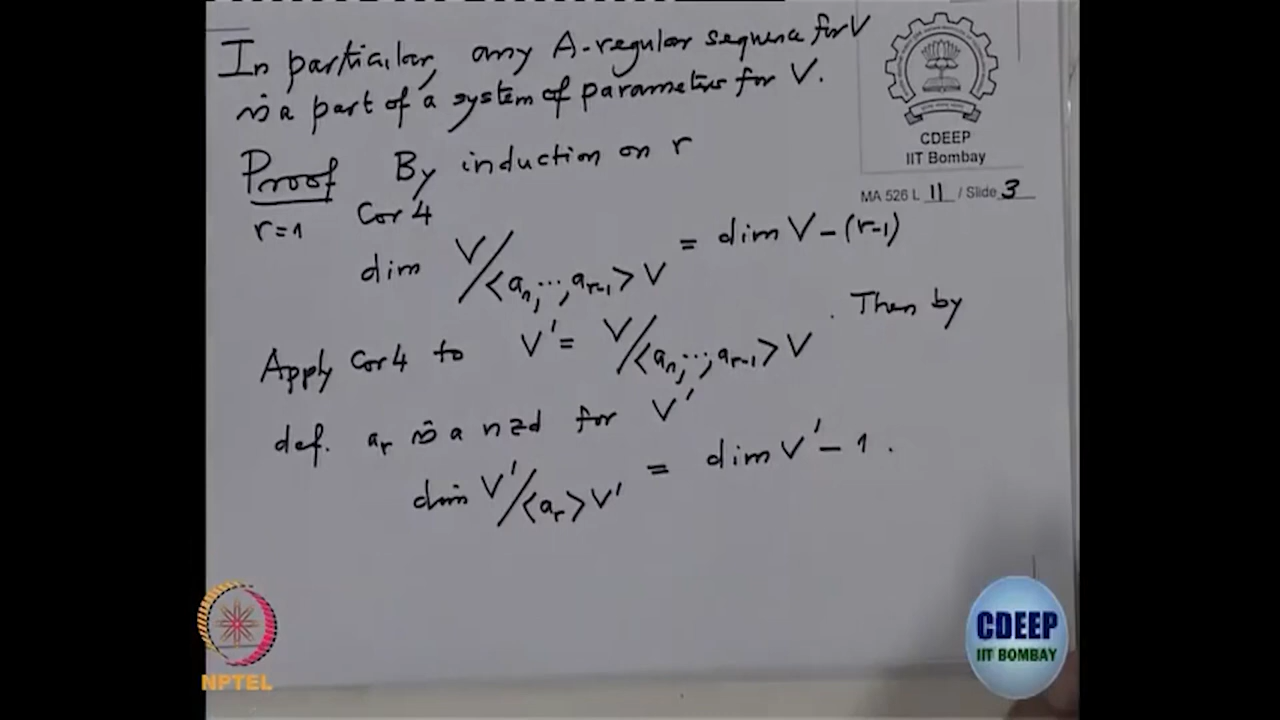 In particular, any A-regular sequence for V
is a part of a system of parameters for V.
Proof By induction on r
r=1 Cor 4
dim V/<a₁,…,aᵣ₋₁>V = dim V – (r-1)
Apply Cor 4 to V' = V/<a₁,…,aᵣ₋₁>V . Then by
def. aᵣ is a nzd for V'
dim V'/<aᵣ>V' = dim V' – 1 .
CDEEP
IIT Bombay
MA 526 L 11 / Slide 3
NPTEL
CDEEP
IIT BOMBAY